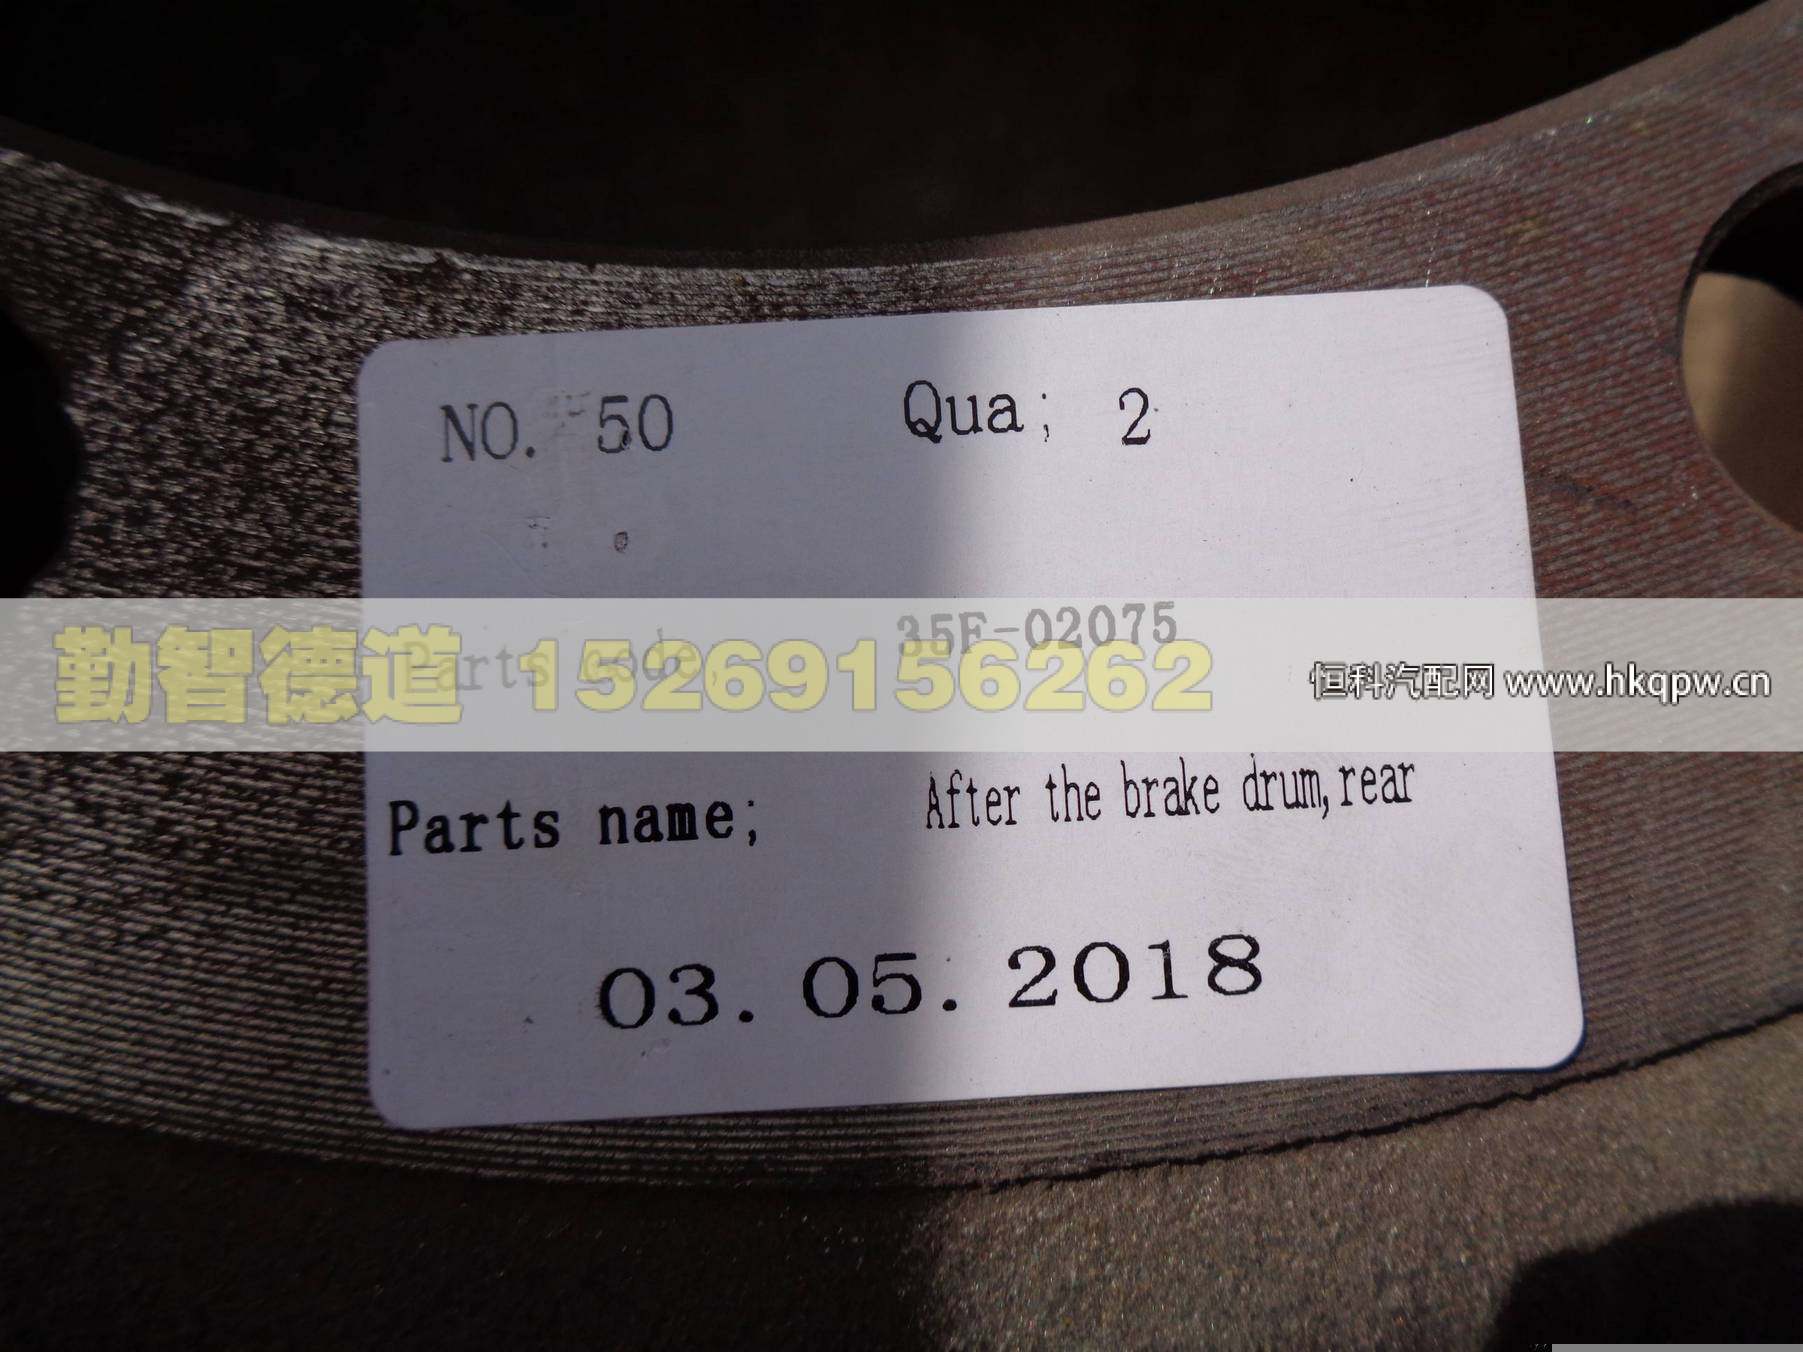 NO. 50 Qua; 2
Parts code; 35F-02075
勤智德道 15269156262
恒科汽配网 www.hkqpw.cn
Parts name; After the brake drum,rear
03. 05. 2018